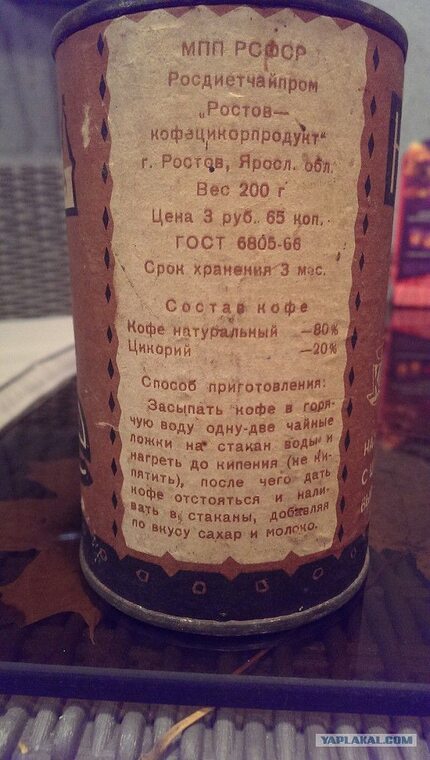 МПП РСФСР
Росдиетчайпром
„Ростов—
кофецикорпродукт“
г. Ростов, Яросл. обл.
Вес 200 г
Цена 3 руб. 65 коп.
ГОСТ 6805-66
Срок хранения 3 мес.
Состав кофе
Кофе натуральный —80%
Цикорий —20%
Способ приготовления:
Засыпать кофе в горя-
чую воду одну-две чайные
ложки на стакан воды и
нагреть до кипения (не ки-
пятить), после чего дать
кофе отстояться и нали-
вать в стаканы, добавляя
по вкусу сахар и молоко.
YAPLAKAL.COM